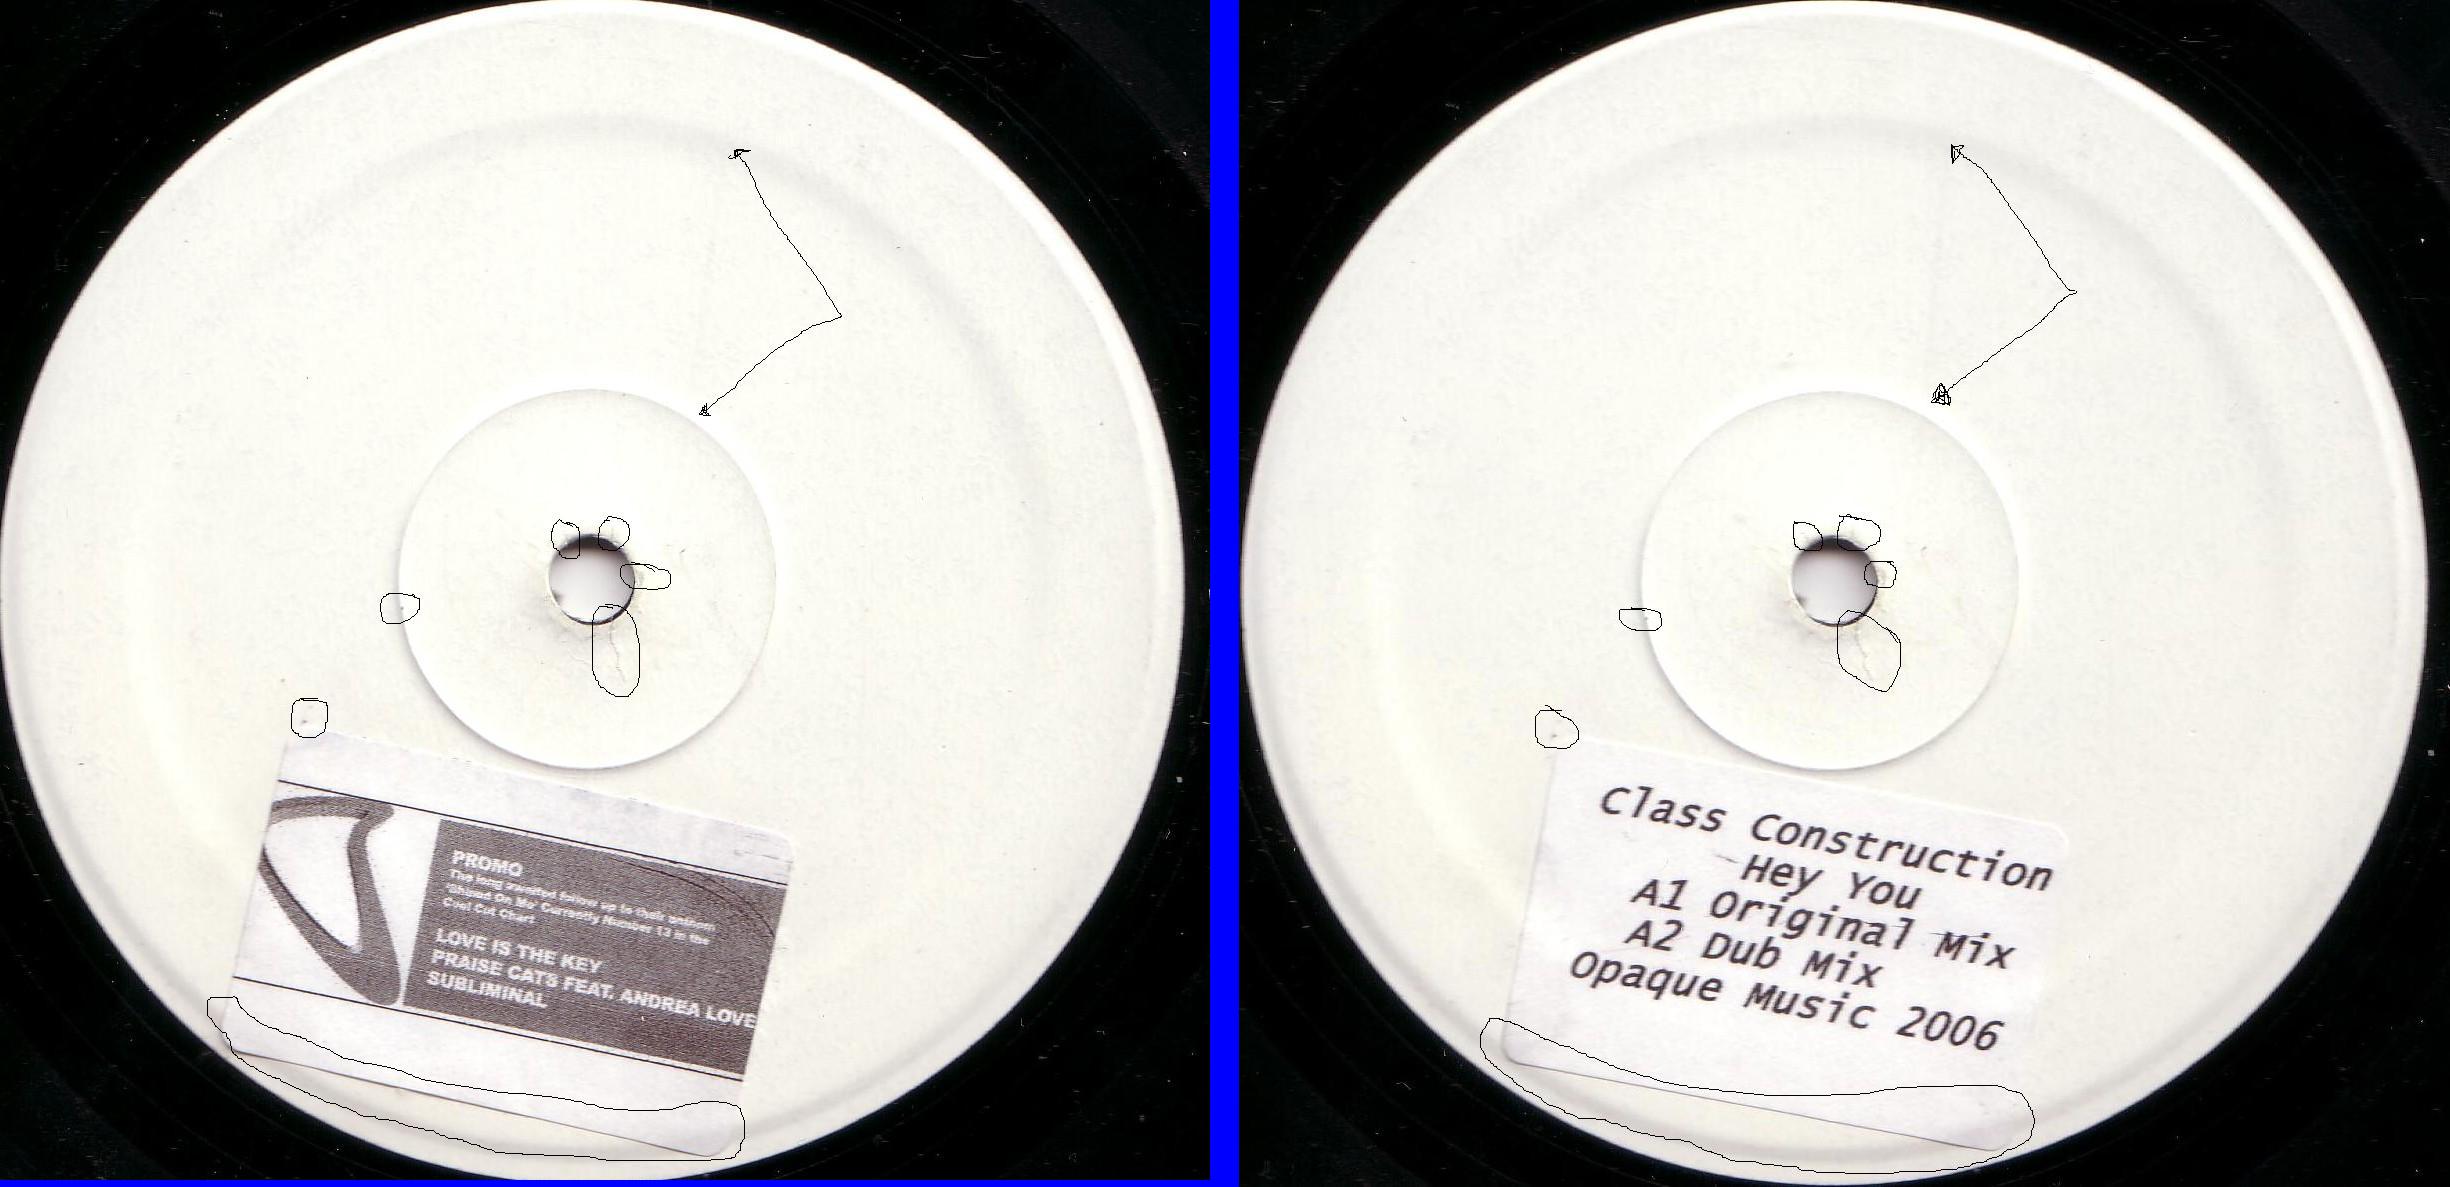 PROMO
The long awaited follow up to their anthem
'Shined On Me' Currently Number 13 in the
Cool Cut Chart
LOVE IS THE KEY
PRAISE CATS FEAT. ANDREA LOVE
SUBLIMINAL
Class Construction
Hey You
A1 Original Mix
A2 Dub Mix
Opaque Music 2006